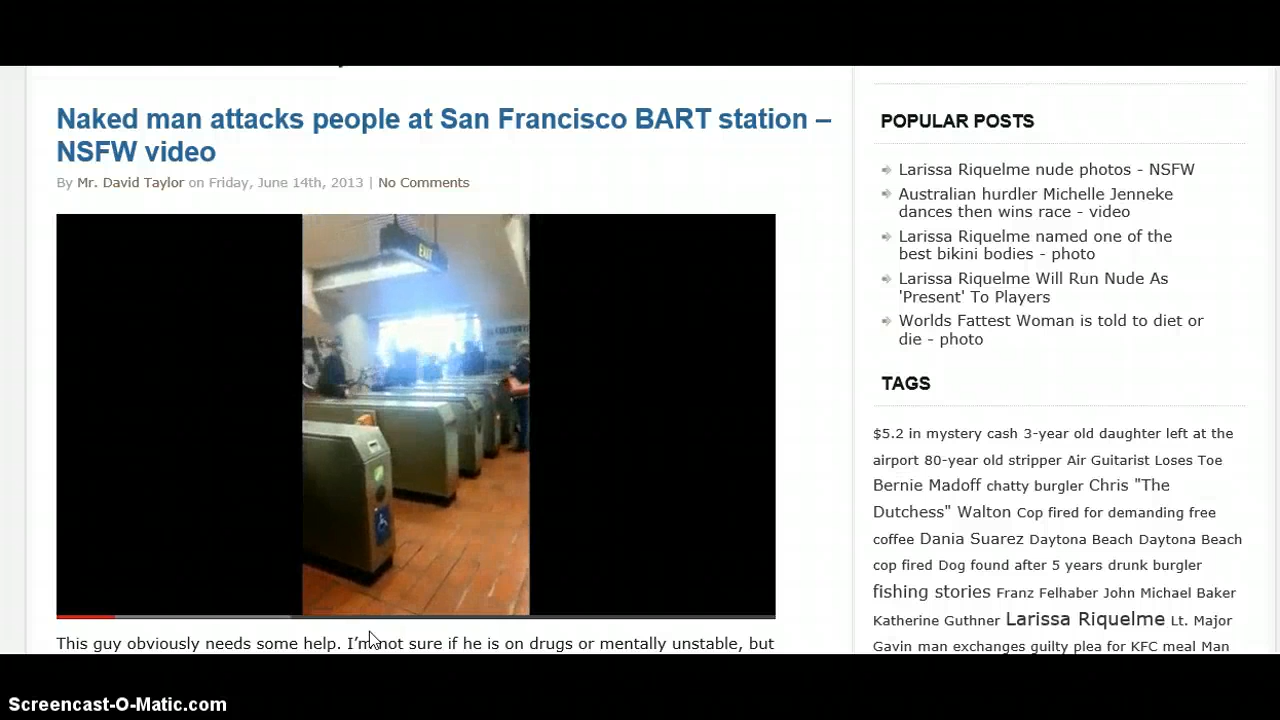 Naked man attacks people at San Francisco BART station –
NSFW video
By Mr. David Taylor on Friday, June 14th, 2013 | No Comments
EXIT
This guy obviously needs some help. I'm not sure if he is on drugs or mentally unstable, but
POPULAR POSTS
Larissa Riquelme nude photos - NSFW
Australian hurdler Michelle Jenneke
dances then wins race - video
Larissa Riquelme named one of the
best bikini bodies - photo
Larissa Riquelme Will Run Nude As
'Present' To Players
Worlds Fattest Woman is told to diet or
die - photo
TAGS
$5.2 in mystery cash 3-year old daughter left at the
airport 80-year old stripper Air Guitarist Loses Toe
Bernie Madoff chatty burgler Chris "The
Dutchess" Walton Cop fired for demanding free
coffee Dania Suarez Daytona Beach Daytona Beach
cop fired Dog found after 5 years drunk burgler
fishing stories Franz Felhaber John Michael Baker
Katherine Guthner Larissa Riquelme Lt. Major
Gavin man exchanges guilty plea for KFC meal Man
Screencast-O-Matic.com